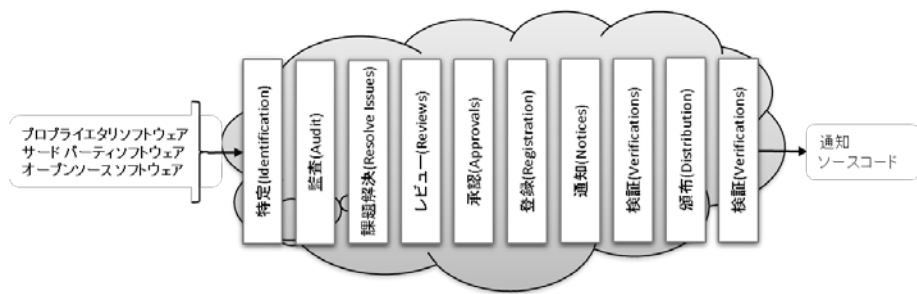 プロプライエタリソフトウェア
サード パーティソフトウェア
オープンソース ソフトウェア
特定(Identification)
監査(Audit)
課題解決(Resolve Issues)
レビュー(Reviews)
承認(Approvals)
登録(Registration)
通知(Notices)
検証(Verifications)
頒布(Distribution)
検証(Verifications)
通知
ソースコード